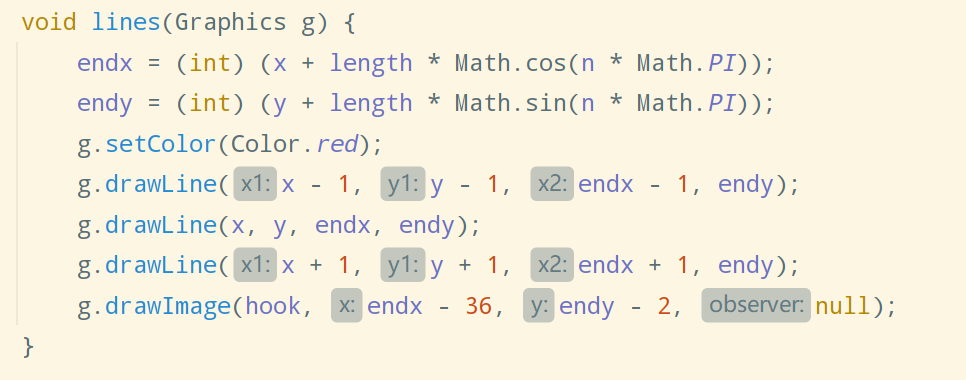 void lines(Graphics g) {
    endx = (int) (x + length * Math.cos(n * Math.PI));
    endy = (int) (y + length * Math.sin(n * Math.PI));
    g.setColor(Color.red);
    g.drawLine( x1: x - 1, y1: y - 1, x2: endx - 1, endy);
    g.drawLine(x, y, endx, endy);
    g.drawLine( x1: x + 1, y1: y + 1, x2: endx + 1, endy);
    g.drawImage(hook, x: endx - 36, y: endy - 2, observer: null);
}